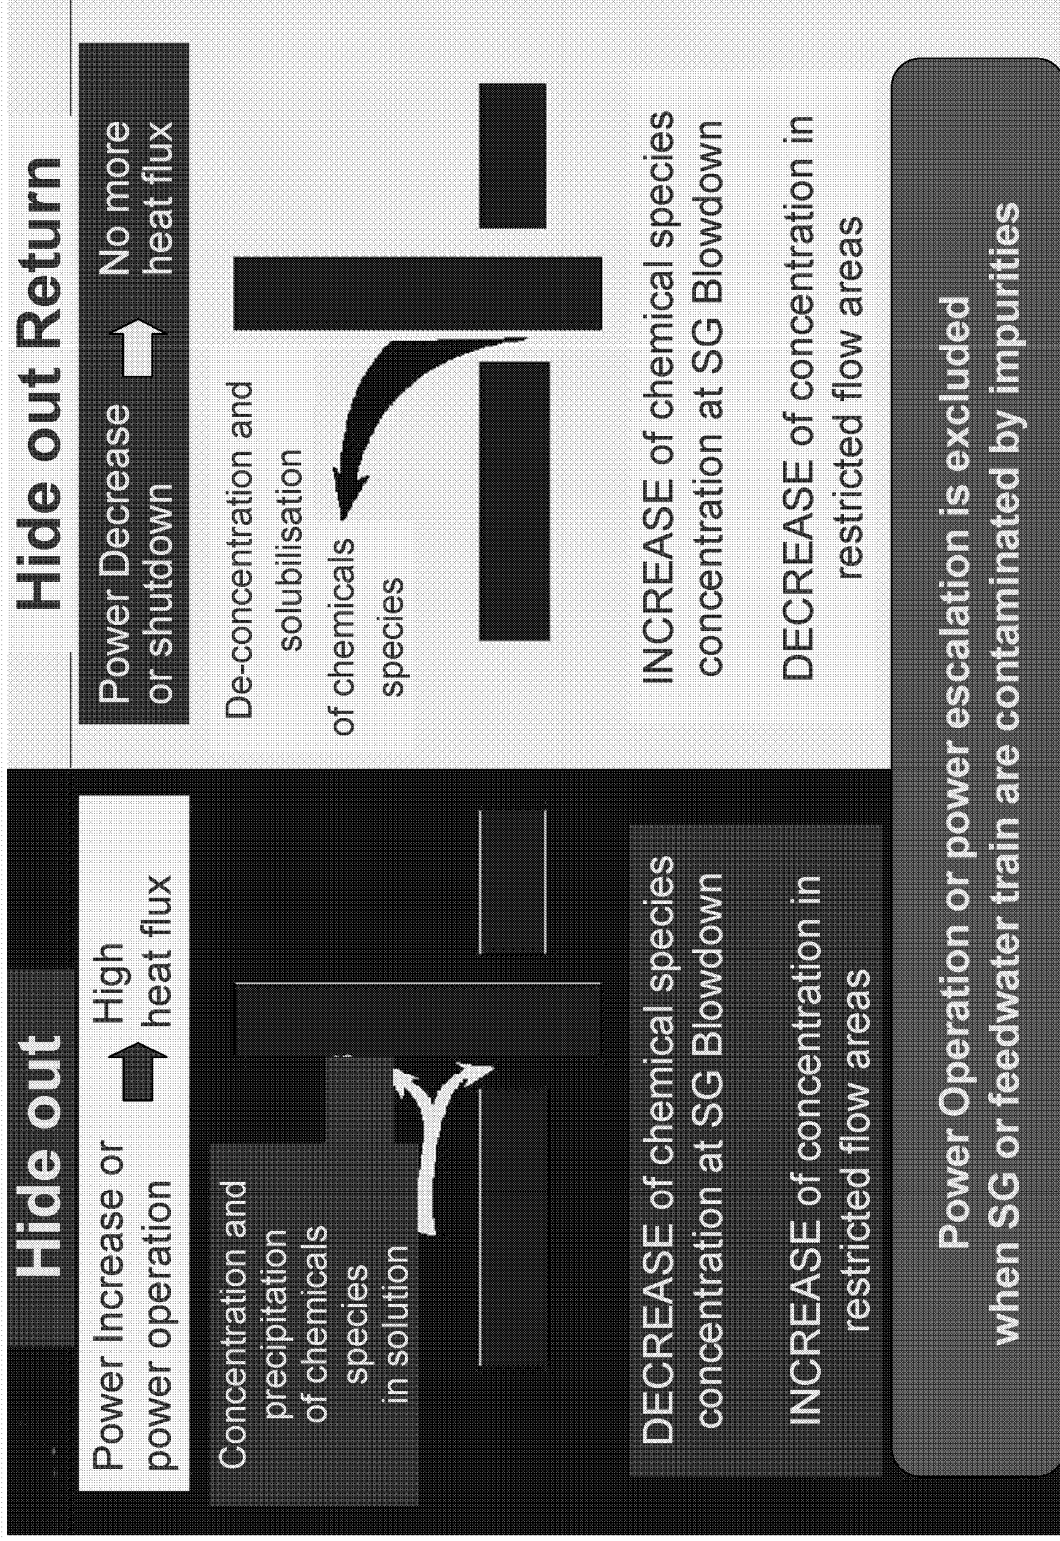 Hide out
Power Increase or
power operation
High
heat flux
Concentration and
precipitation
of chemicals
species
in solution
DECREASE of chemical species
concentration at SG Blowdown
INCREASE of concentration in
restricted flow areas
Hide out Return
Power Decrease
or shutdown
No more
heat flux
De-concentration and
solubilisation
of chemicals
species
INCREASE of chemical species
concentration at SG Blowdown
DECREASE of concentration in
restricted flow areas
Power Operation or power escalation is excluded
when SG or feedwater train are contaminated by impurities